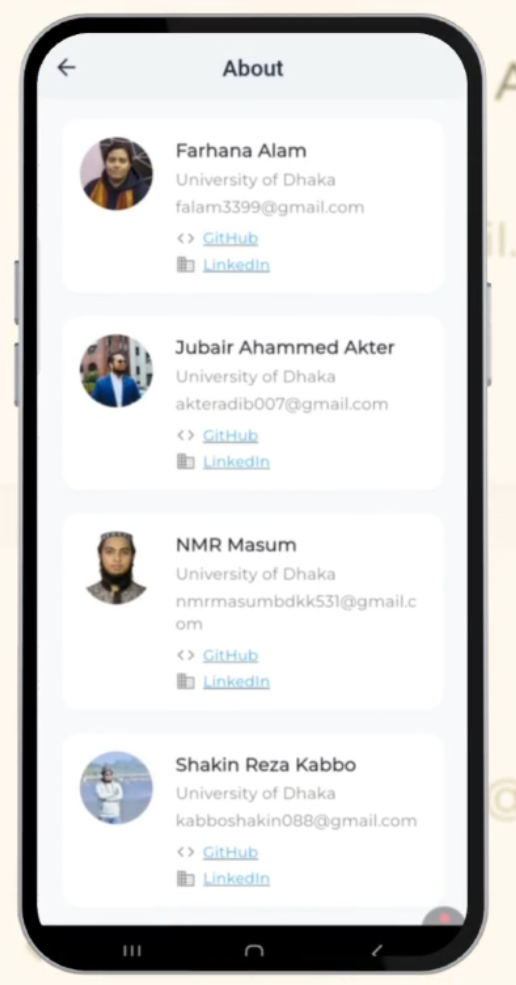 About
Farhana Alam
University of Dhaka
falam3399@gmail.com
<> GitHub
LinkedIn
Jubair Ahammed Akter
University of Dhaka
akteradib007@gmail.com
<> GitHub
LinkedIn
NMR Masum
University of Dhaka
nmrmasumbdkk531@gmail.c
om
<> GitHub
LinkedIn
Shakin Reza Kabbo
University of Dhaka
kabboshakin088@gmail.com
<> GitHub
LinkedIn
A
il.
@